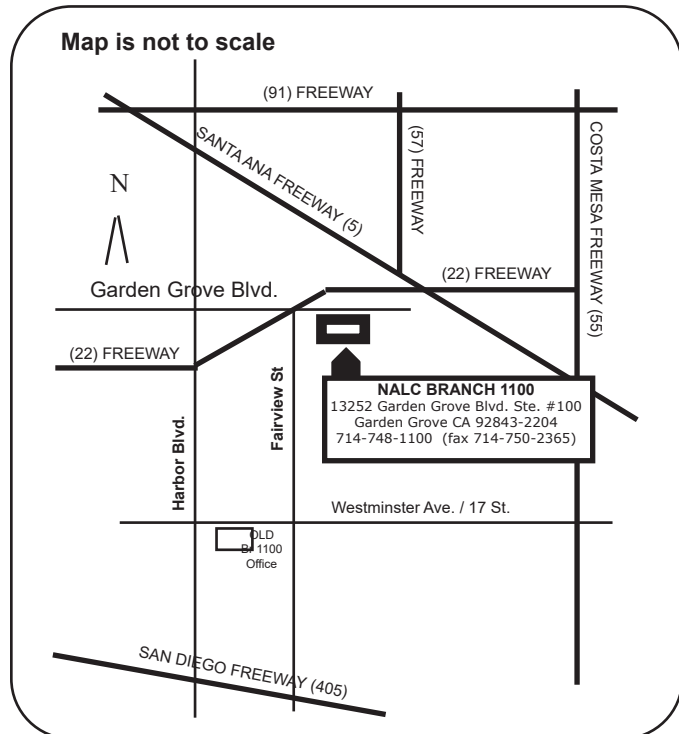 Map is not to scale
(91) FREEWAY
SANTA ANA FREEWAY (5)
(57) FREEWAY
COSTA MESA FREEWAY (55)
N
(22) FREEWAY
Garden Grove Blvd.
(22) FREEWAY
NALC BRANCH 1100
13252 Garden Grove Blvd. Ste. #100
Garden Grove CA 92843-2204
714-748-1100 (fax 714-750-2365)
Harbor Blvd.
Fairview St
Westminster Ave. / 17 St.
OLD
Br 1100
Office
SAN DIEGO FREEWAY (405)